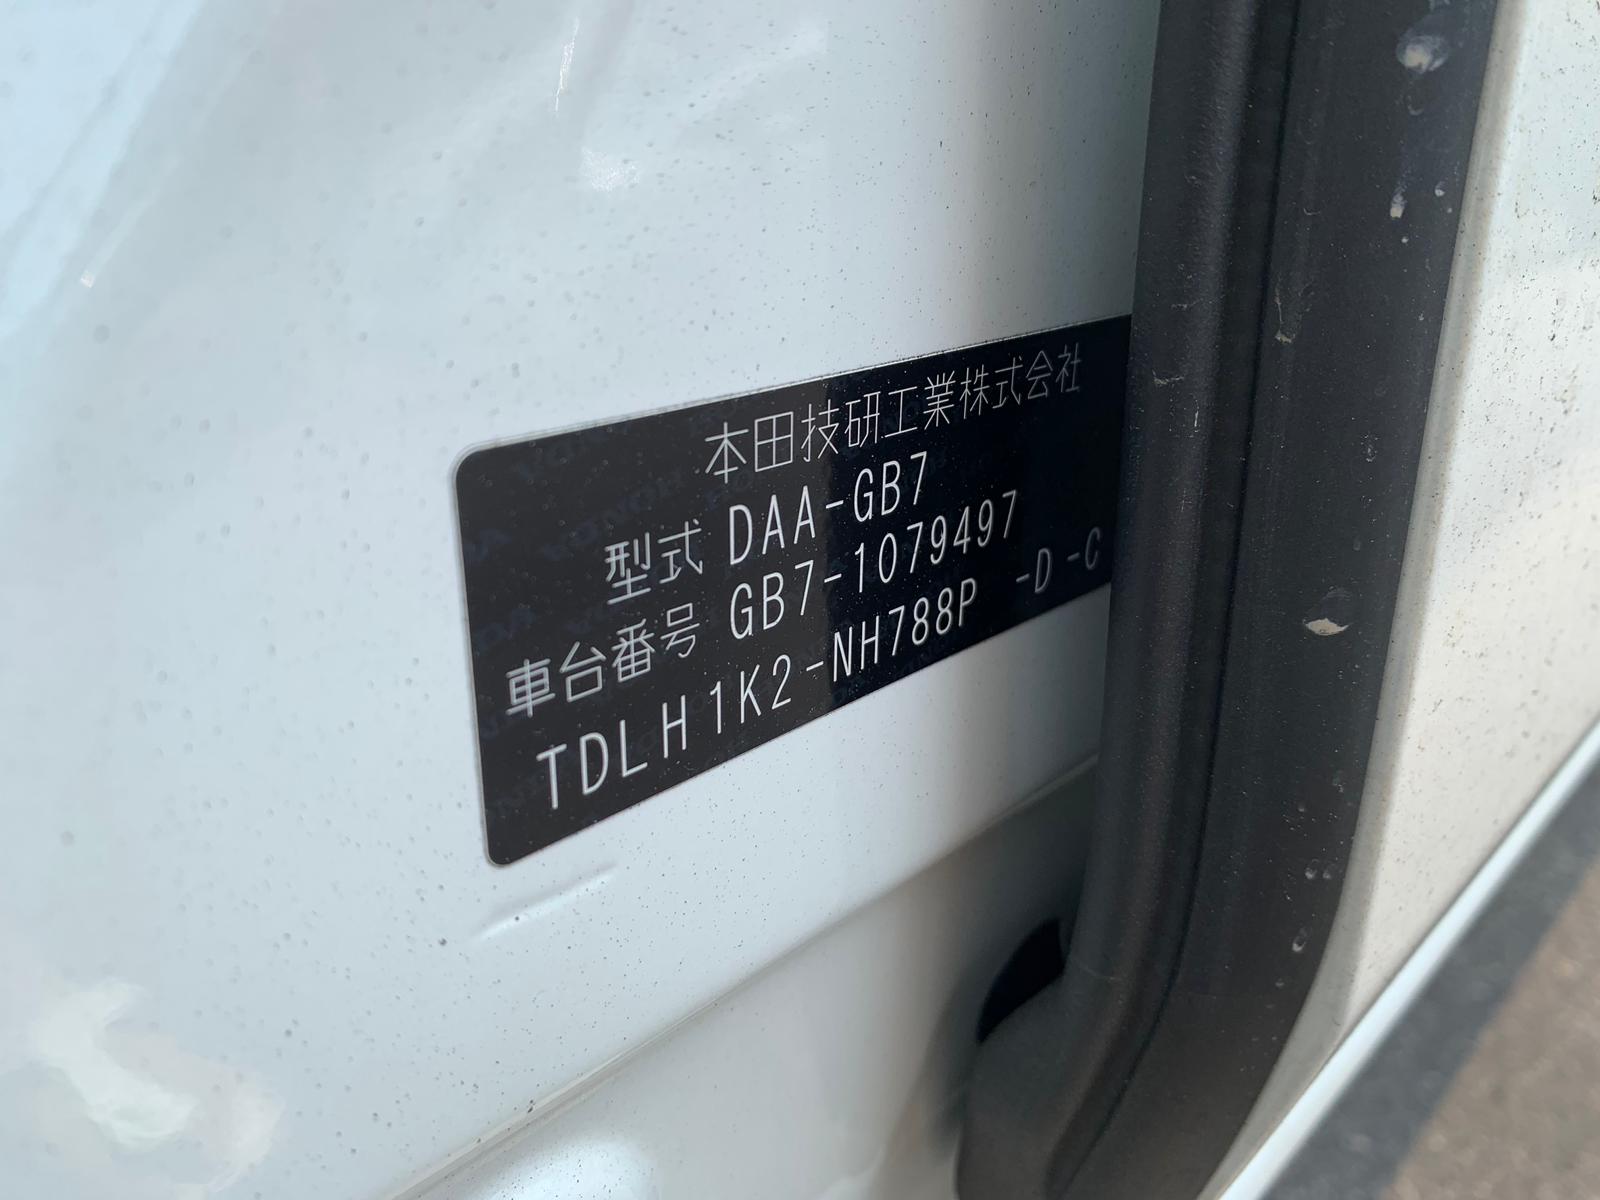 本田技研工業株式会社
型式 DAA-GB7
車台番号 GB7-1079497
TDLH1K2-NH788P -D -C